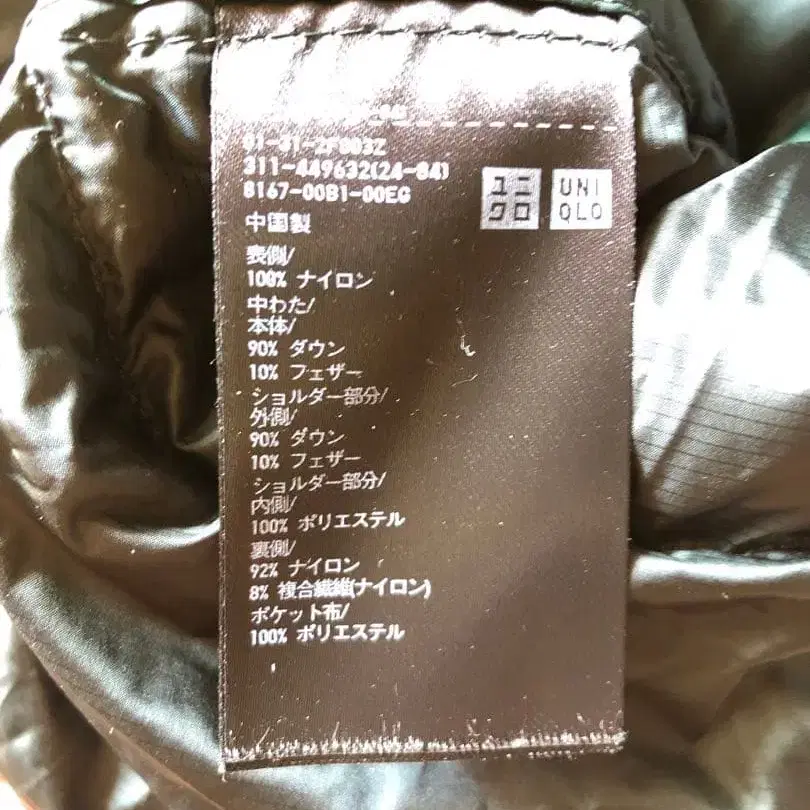 01-31-2F003Z
311-449632(24-84)
8167-00B1-00EG
ユニクロ
UNIQLO
中国製
表側/
100% ナイロン
中わた/
本体/
90% ダウン
10% フェザー
ショルダー部分/
外側/
90% ダウン
10% フェザー
ショルダー部分/
内側/
100% ポリエステル
裏側/
92% ナイロン
8% 複合繊維(ナイロン)
ポケット布/
100% ポリエステル